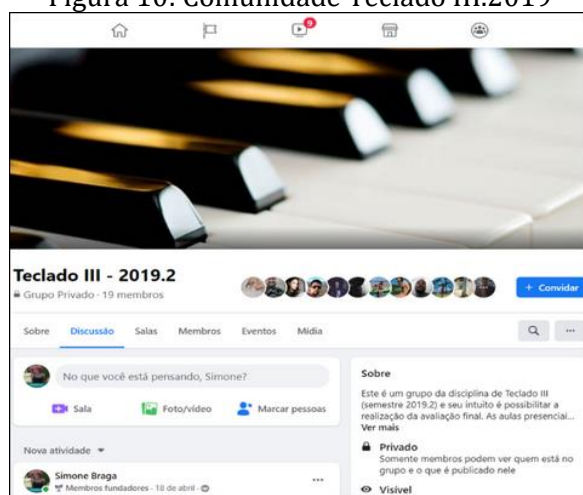 Figura 10: Comunidade Teclado III.2019
9
Teclado III - 2019.2
Grupo Privado · 19 membros
+ Convidar
Sobre Discussão Salas Membros Eventos Mídia
No que você está pensando, Simone?
Sala Foto/vídeo Marcar pessoas
Nova atividade
Simone Braga
Membros fundadores · 18 de abril ·
Sobre
Este é um grupo da disciplina de Teclado III
(semestre 2019.2) e seu intuito é possibilitar a
realização da avaliação final. As aulas presenciai...
Ver mais
Privado
Somente membros podem ver quem está no
grupo e o que é publicado nele
Visível